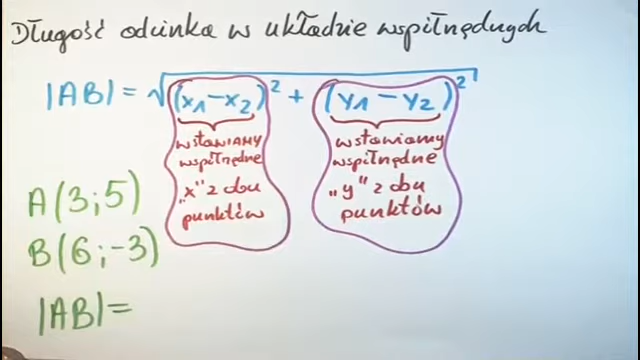 Długość odcinka w układzie współrzędnych
|AB| = √(x₁-x₂)² + (y₁-y₂)²
wstawiamy
współrzędne
„x" z obu
punktów
wstawiamy
współrzędne
„y" z obu
punktów
A(3;5)
B(6;-3)
|AB|=